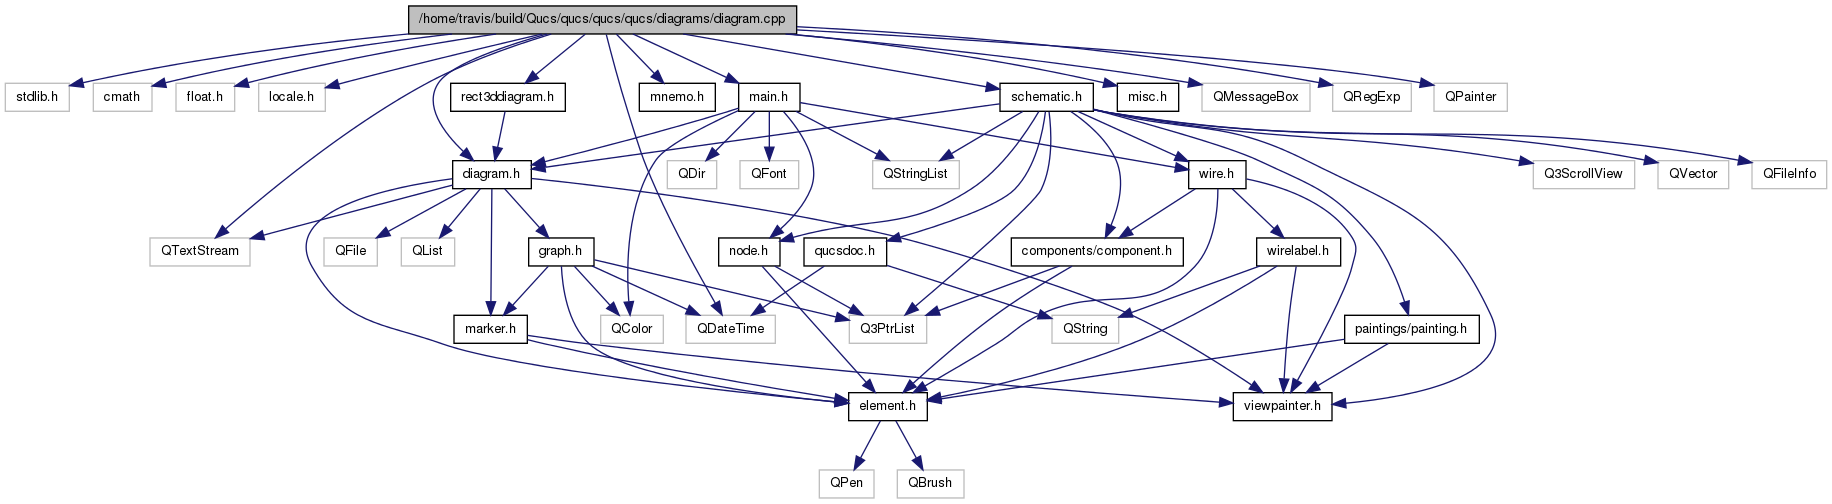 /home/travis/build/Qucs/qucs/qucs/qucs/diagrams/diagram.cpp
stdlib.h
cmath
float.h
locale.h
rect3ddiagram.h
mnemo.h
main.h
schematic.h
misc.h
QMessageBox
QRegExp
QPainter
diagram.h
QDir
QFont
QStringList
wire.h
Q3ScrollView
QVector
QFileInfo
QTextStream
QFile
QList
graph.h
node.h
qucsdoc.h
components/component.h
wirelabel.h
marker.h
QColor
QDateTime
Q3PtrList
QString
paintings/painting.h
element.h
viewpainter.h
QPen
QBrush